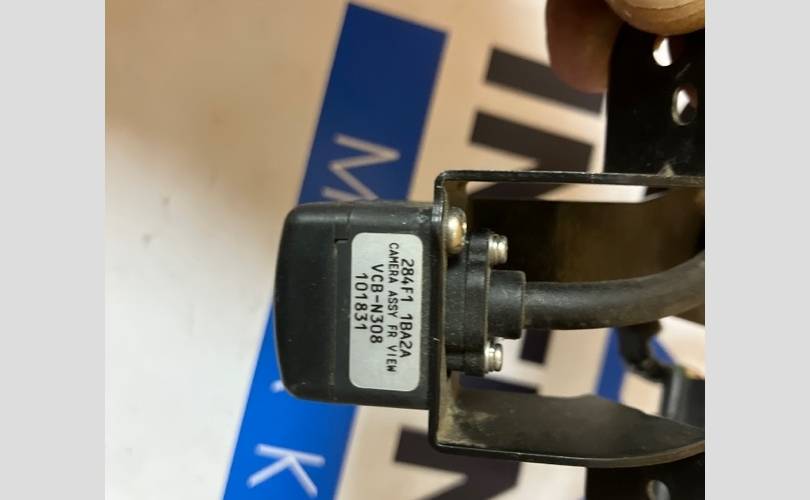 284F1 1BA2A
CAMERA ASSY FR VIEW
VCB-N308
101831